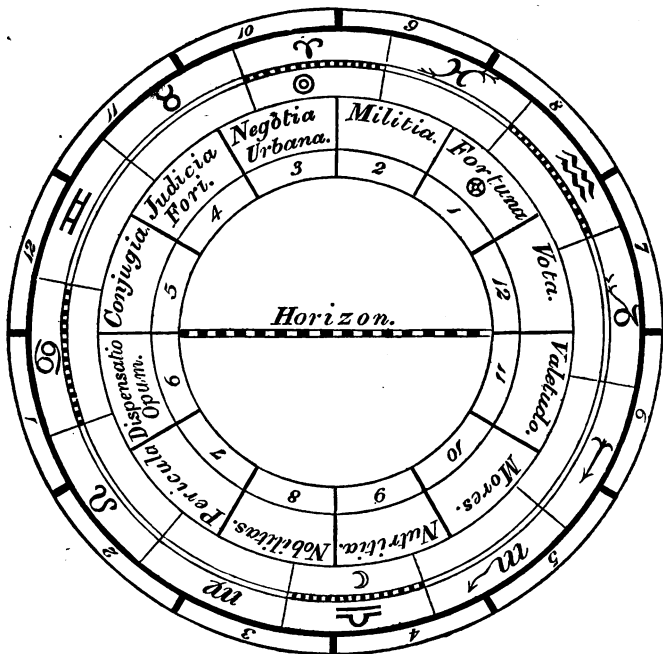 10
9
8
7
6
5
4
3
2
1
12
11
♈
♓
♒
♑
♐
♏
♎
♍
♌
♋
♊
♉
Negotia
Urbana.
3
Militia.
2
Fortuna
1
Vota.
12
Valetudo.
11
Mores.
10
Nutritia.
9
Nobilitas.
8
Pericula
7
Dispensatio
Opum.
6
Conjugia.
5
Judicia
Fori.
4
Horizon.